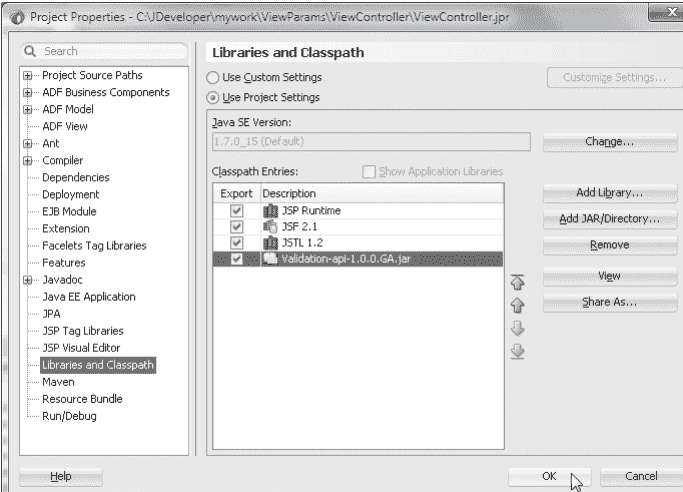 Project Properties - C:\JDeveloper\mywork\ViewParams\ViewController\ViewController.jpr
Search
Project Source Paths
ADF Business Components
ADF Model
ADF View
Ant
Compiler
Dependencies
Deployment
EJB Module
Extension
Facelets Tag Libraries
Features
Javadoc
Java EE Application
JPA
JSP Tag Libraries
JSP Visual Editor
Libraries and Classpath
Maven
Resource Bundle
Run/Debug
Libraries and Classpath
Use Custom Settings
Customize Settings...
Use Project Settings
Java SE Version:
1.7.0_15 (Default)
Change...
Classpath Entries:
Show Application Libraries
Export Description
JSP Runtime
JSF 2.1
JSTL 1.2
Validation-api-1.0.0.GA.jar
Add Library...
Add JAR/Directory...
Remove
View
Share As...
Help
OK
Cancel